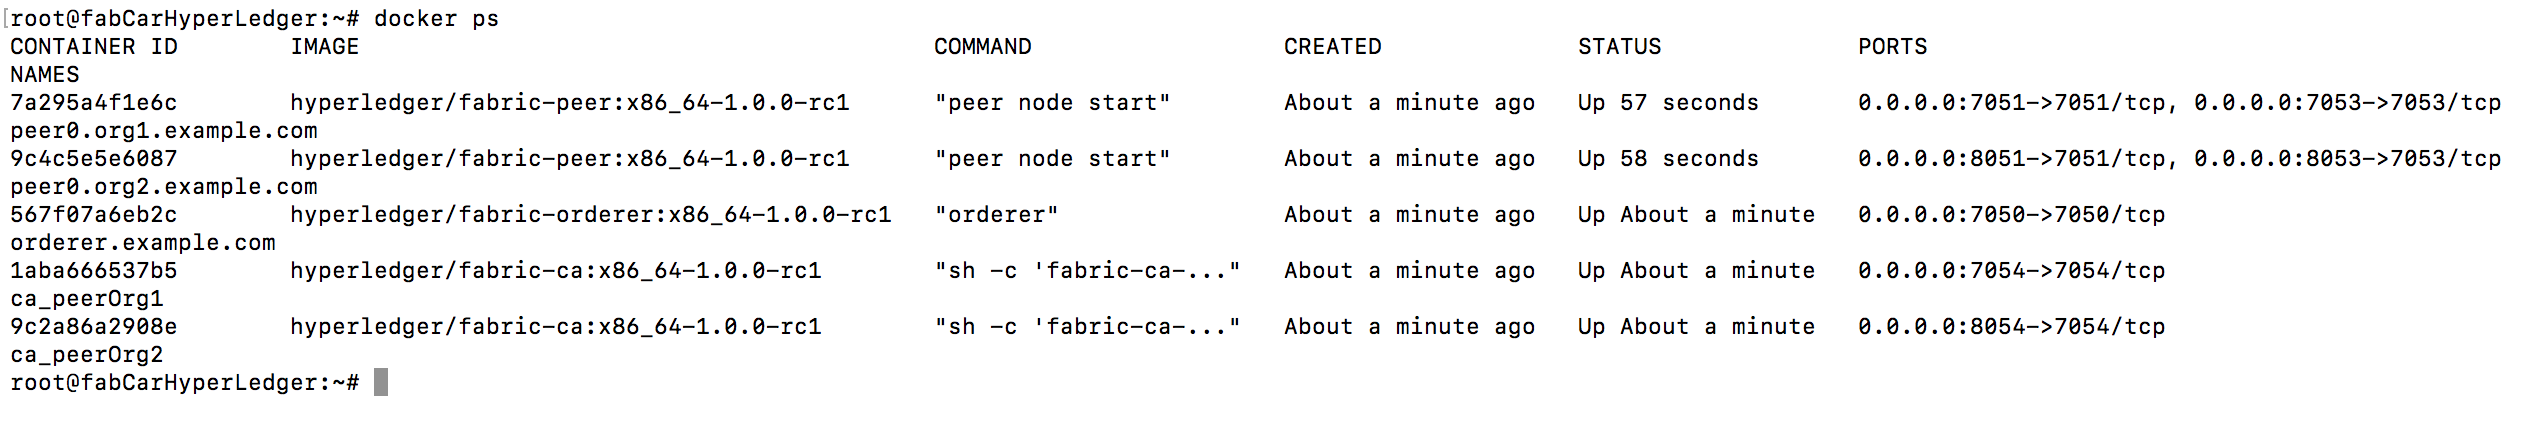 [root@fabCarHyperLedger:~# docker ps
CONTAINER ID        IMAGE                                         COMMAND                  CREATED              STATUS              PORTS
NAMES
7a295a4f1e6c        hyperledger/fabric-peer:x86_64-1.0.0-rc1      "peer node start"        About a minute ago   Up 57 seconds       0.0.0.0:7051->7051/tcp, 0.0.0.0:7053->7053/tcp
peer0.org1.example.com
9c4c5e5e6087        hyperledger/fabric-peer:x86_64-1.0.0-rc1      "peer node start"        About a minute ago   Up 58 seconds       0.0.0.0:8051->7051/tcp, 0.0.0.0:8053->7053/tcp
peer0.org2.example.com
567f07a6eb2c        hyperledger/fabric-orderer:x86_64-1.0.0-rc1   "orderer"                About a minute ago   Up About a minute   0.0.0.0:7050->7050/tcp
orderer.example.com
1aba666537b5        hyperledger/fabric-ca:x86_64-1.0.0-rc1        "sh -c 'fabric-ca-..."   About a minute ago   Up About a minute   0.0.0.0:7054->7054/tcp
ca_peerOrg1
9c2a86a2908e        hyperledger/fabric-ca:x86_64-1.0.0-rc1        "sh -c 'fabric-ca-..."   About a minute ago   Up About a minute   0.0.0.0:8054->7054/tcp
ca_peerOrg2
root@fabCarHyperLedger:~#